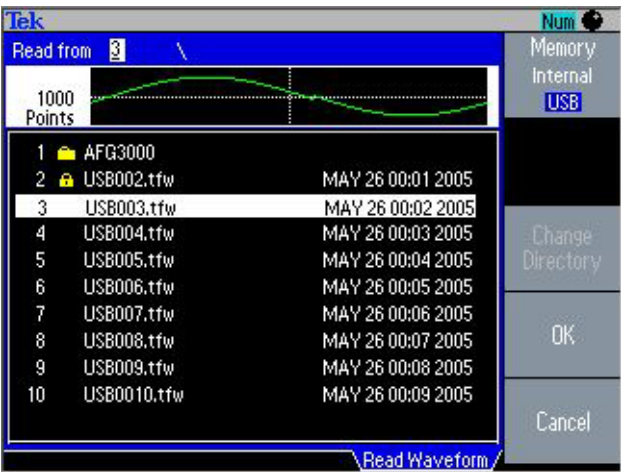 Tek
Num
Read from 3 \
Memory
Internal
USB
1000
Points
1 AFG3000
2 USB002.tfw MAY 26 00:01 2005
3 USB003.tfw MAY 26 00:02 2005
4 USB004.tfw MAY 26 00:03 2005
5 USB005.tfw MAY 26 00:04 2005
6 USB006.tfw MAY 26 00:05 2005
7 USB007.tfw MAY 26 00:06 2005
8 USB008.tfw MAY 26 00:07 2005
9 USB009.tfw MAY 26 00:08 2005
10 USB0010.tfw MAY 26 00:09 2005
Change
Directory
OK
Cancel
Read Waveform